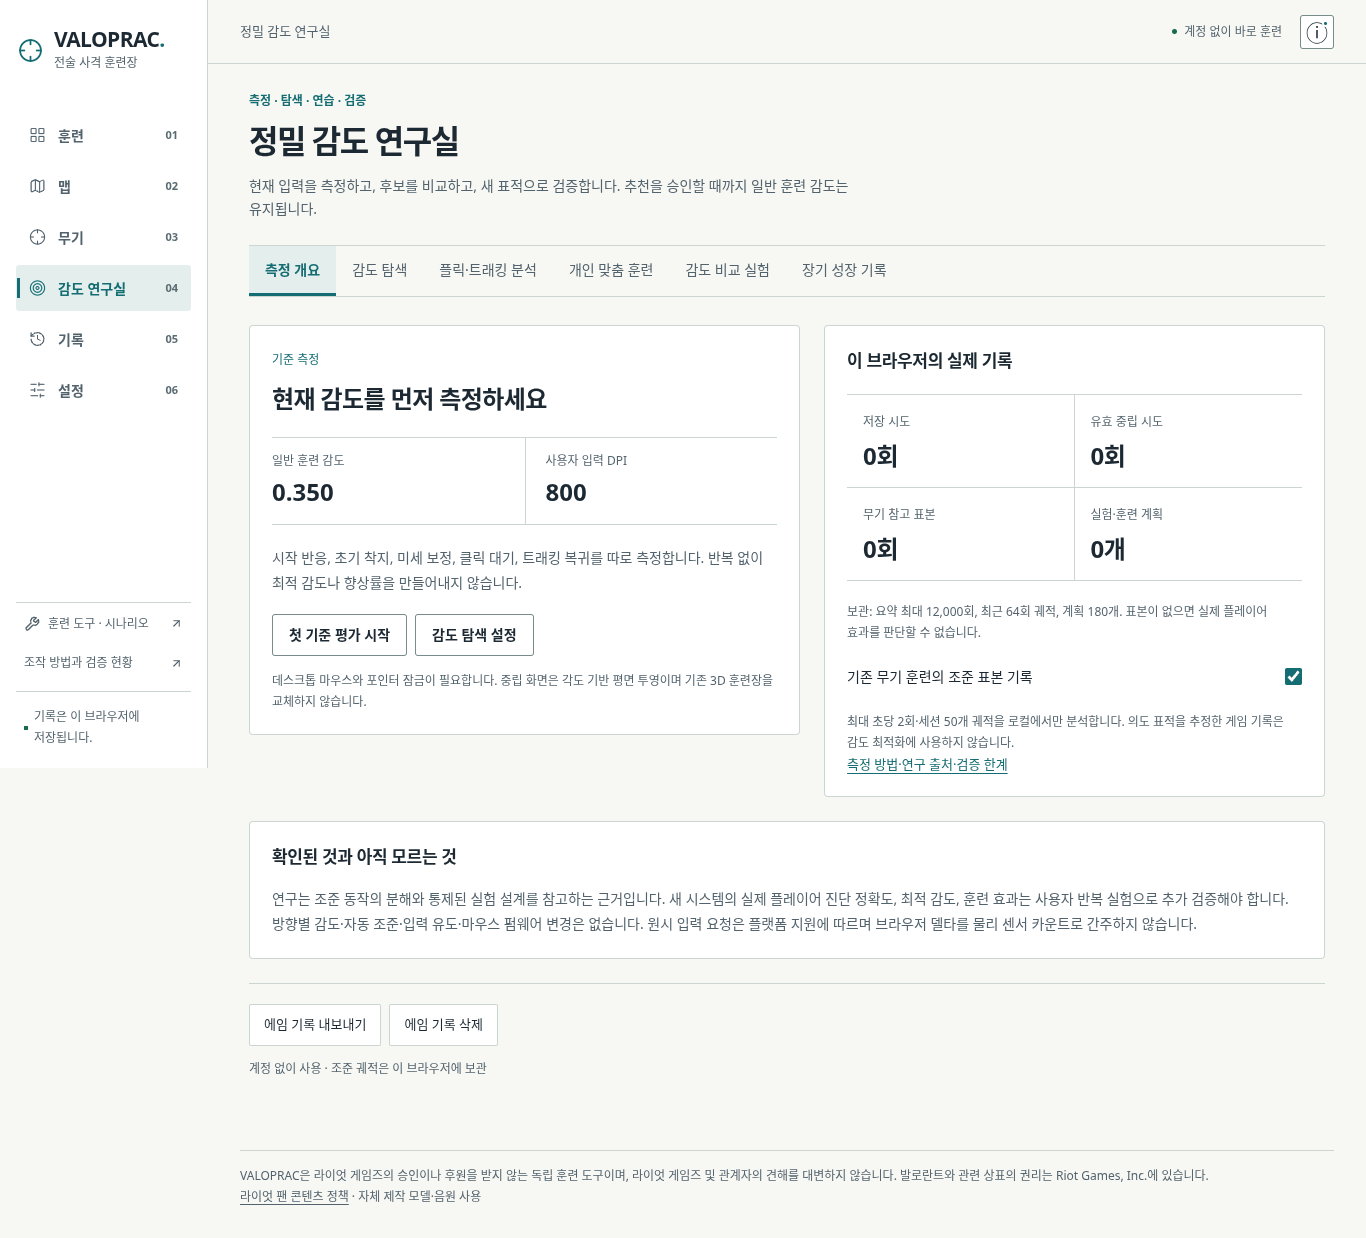 VALOPRAC.
전술 사격 훈련장
훈련 01
맵 02
무기 03
감도 연구실 04
기록 05
설정 06
훈련 도구 · 시나리오
조작 방법과 검증 현황
기록은 이 브라우저에
저장됩니다.
정밀 감도 연구실
계정 없이 바로 훈련
측정 · 탐색 · 연습 · 검증
정밀 감도 연구실
현재 입력을 측정하고, 후보를 비교하고, 새 표적으로 검증합니다. 추천을 승인할 때까지 일반 훈련 감도는
유지됩니다.
측정 개요 감도 탐색 플릭·트래킹 분석 개인 맞춤 훈련 감도 비교 실험 장기 성장 기록
기준 측정
현재 감도를 먼저 측정하세요
일반 훈련 감도 사용자 입력 DPI
0.350 800
시작 반응, 초기 착지, 미세 보정, 클릭 대기, 트래킹 복귀를 따로 측정합니다. 반복 없이
최적 감도나 향상률을 만들어내지 않습니다.
첫 기준 평가 시작 감도 탐색 설정
데스크톱 마우스와 포인터 잠금이 필요합니다. 중립 화면은 각도 기반 평면 투영이며 기존 3D 훈련장을
교체하지 않습니다.
이 브라우저의 실제 기록
저장 시도 유효 중립 시도
0회 0회
무기 참고 표본 실험·훈련 계획
0회 0개
보관: 요약 최대 12,000회, 최근 64회 궤적, 계획 180개. 표본이 없으면 실제 플레이어
효과를 판단할 수 없습니다.
기존 무기 훈련의 조준 표본 기록
최대 초당 2회·세션 50개 궤적을 로컬에서만 분석합니다. 의도 표적을 추정한 게임 기록은
감도 최적화에 사용하지 않습니다.
측정 방법·연구 출처·검증 한계
확인된 것과 아직 모르는 것
연구는 조준 동작의 분해와 통제된 실험 설계를 참고하는 근거입니다. 새 시스템의 실제 플레이어 진단 정확도, 최적 감도, 훈련 효과는 사용자 반복 실험으로 추가 검증해야 합니다.
방향별 감도·자동 조준·입력 유도·마우스 펌웨어 변경은 없습니다. 원시 입력 요청은 플랫폼 지원에 따르며 브라우저 델타를 물리 센서 카운트로 간주하지 않습니다.
에임 기록 내보내기 에임 기록 삭제
계정 없이 사용 · 조준 궤적은 이 브라우저에 보관
VALOPRAC은 라이엇 게임즈의 승인이나 후원을 받지 않는 독립 훈련 도구이며, 라이엇 게임즈 및 관계자의 견해를 대변하지 않습니다. 발로란트와 관련 상표의 권리는 Riot Games, Inc.에 있습니다.
라이엇 팬 콘텐츠 정책 · 자체 제작 모델·음원 사용